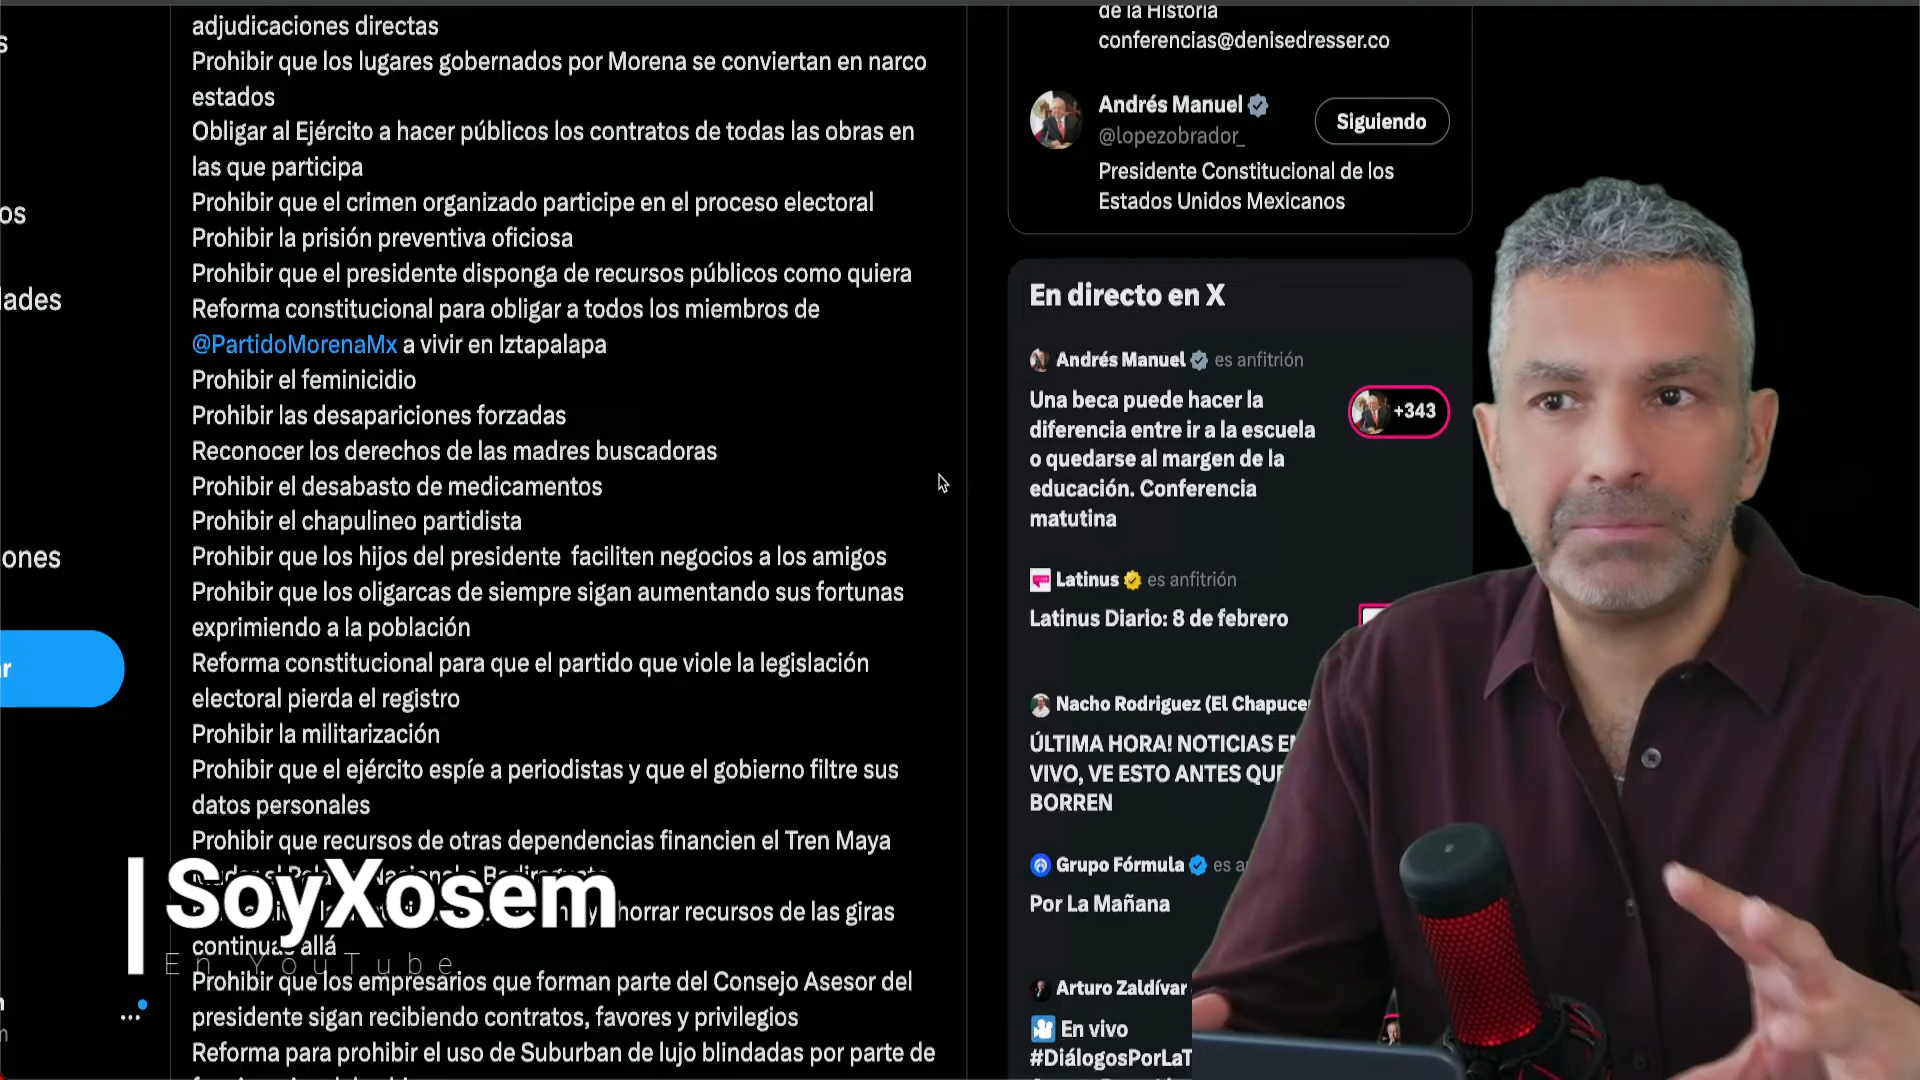 adjudicaciones directas
Prohibir que los lugares gobernados por Morena se conviertan en narco
estados
Obligar al Ejército a hacer públicos los contratos de todas las obras en
las que participa
Prohibir que el crimen organizado participe en el proceso electoral
Prohibir la prisión preventiva oficiosa
Prohibir que el presidente disponga de recursos públicos como quiera
Reforma constitucional para obligar a todos los miembros de
@PartidoMorenaMx a vivir en Iztapalapa
Prohibir el feminicidio
Prohibir las desapariciones forzadas
Reconocer los derechos de las madres buscadoras
Prohibir el desabasto de medicamentos
Prohibir el chapulineo partidista
Prohibir que los hijos del presidente faciliten negocios a los amigos
Prohibir que los oligarcas de siempre sigan aumentando sus fortunas
exprimiendo a la población
Reforma constitucional para que el partido que viole la legislación
electoral pierda el registro
Prohibir la militarización
Prohibir que el ejército espíe a periodistas y que el gobierno filtre sus
datos personales
Prohibir que recursos de otras dependencias financien el Tren Maya
horrar recursos de las giras
continuas allá
Prohibir que los empresarios que forman parte del Consejo Asesor del
presidente sigan recibiendo contratos, favores y privilegios
Reforma para prohibir el uso de Suburban de lujo blindadas por parte de
SoyXosem
En YouTube
s
os
lades
ones
ar
de la Historia
conferencias@denisedresser.co
Andrés Manuel
@lopezobrador_
Siguiendo
Presidente Constitucional de los
Estados Unidos Mexicanos
En directo en X
Andrés Manuel es anfitrión
Una beca puede hacer la
diferencia entre ir a la escuela
o quedarse al margen de la
educación. Conferencia
matutina
+343
Latinus es anfitrión
Latinus Diario: 8 de febrero
Nacho Rodriguez (El Chapuce
ÚLTIMA HORA! NOTICIAS EN
VIVO, VE ESTO ANTES QUE
BORREN
Grupo Fórmula es a
Por La Mañana
Arturo Zaldívar
En vivo
#DiálogosPorLaT